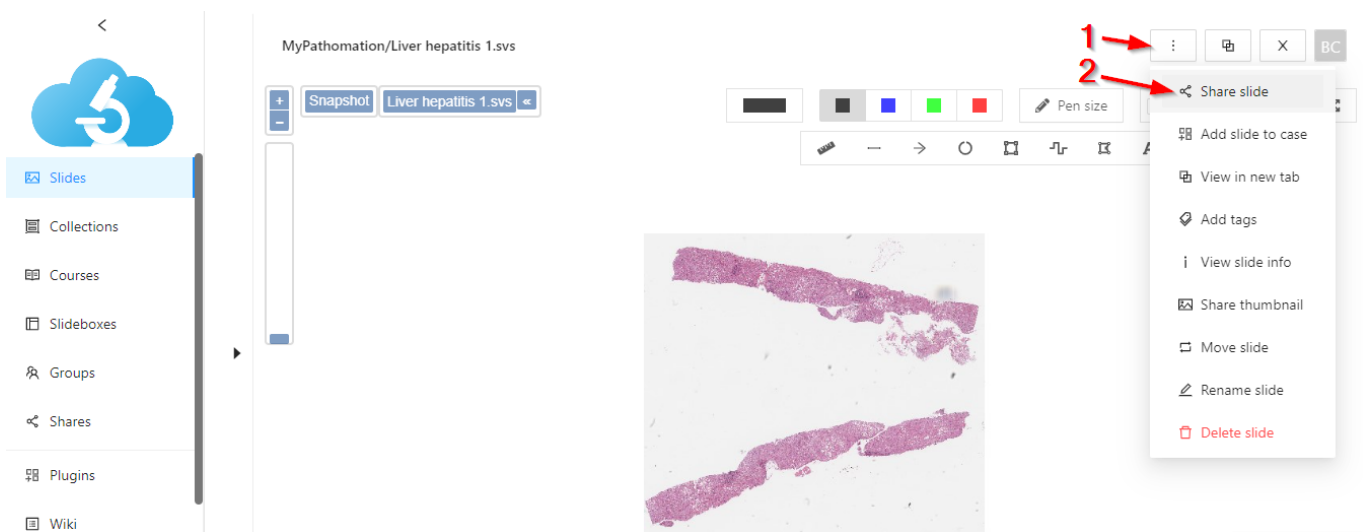 MyPathomation/Liver hepatitis 1.svs
1
BC
2
+
Snapshot
Liver hepatitis 1.svs
«
−
Pen size
Share slide
Add slide to case
View in new tab
Add tags
View slide info
Share thumbnail
Move slide
Rename slide
Delete slide
Slides
Collections
Courses
Slideboxes
Groups
Shares
Plugins
Wiki